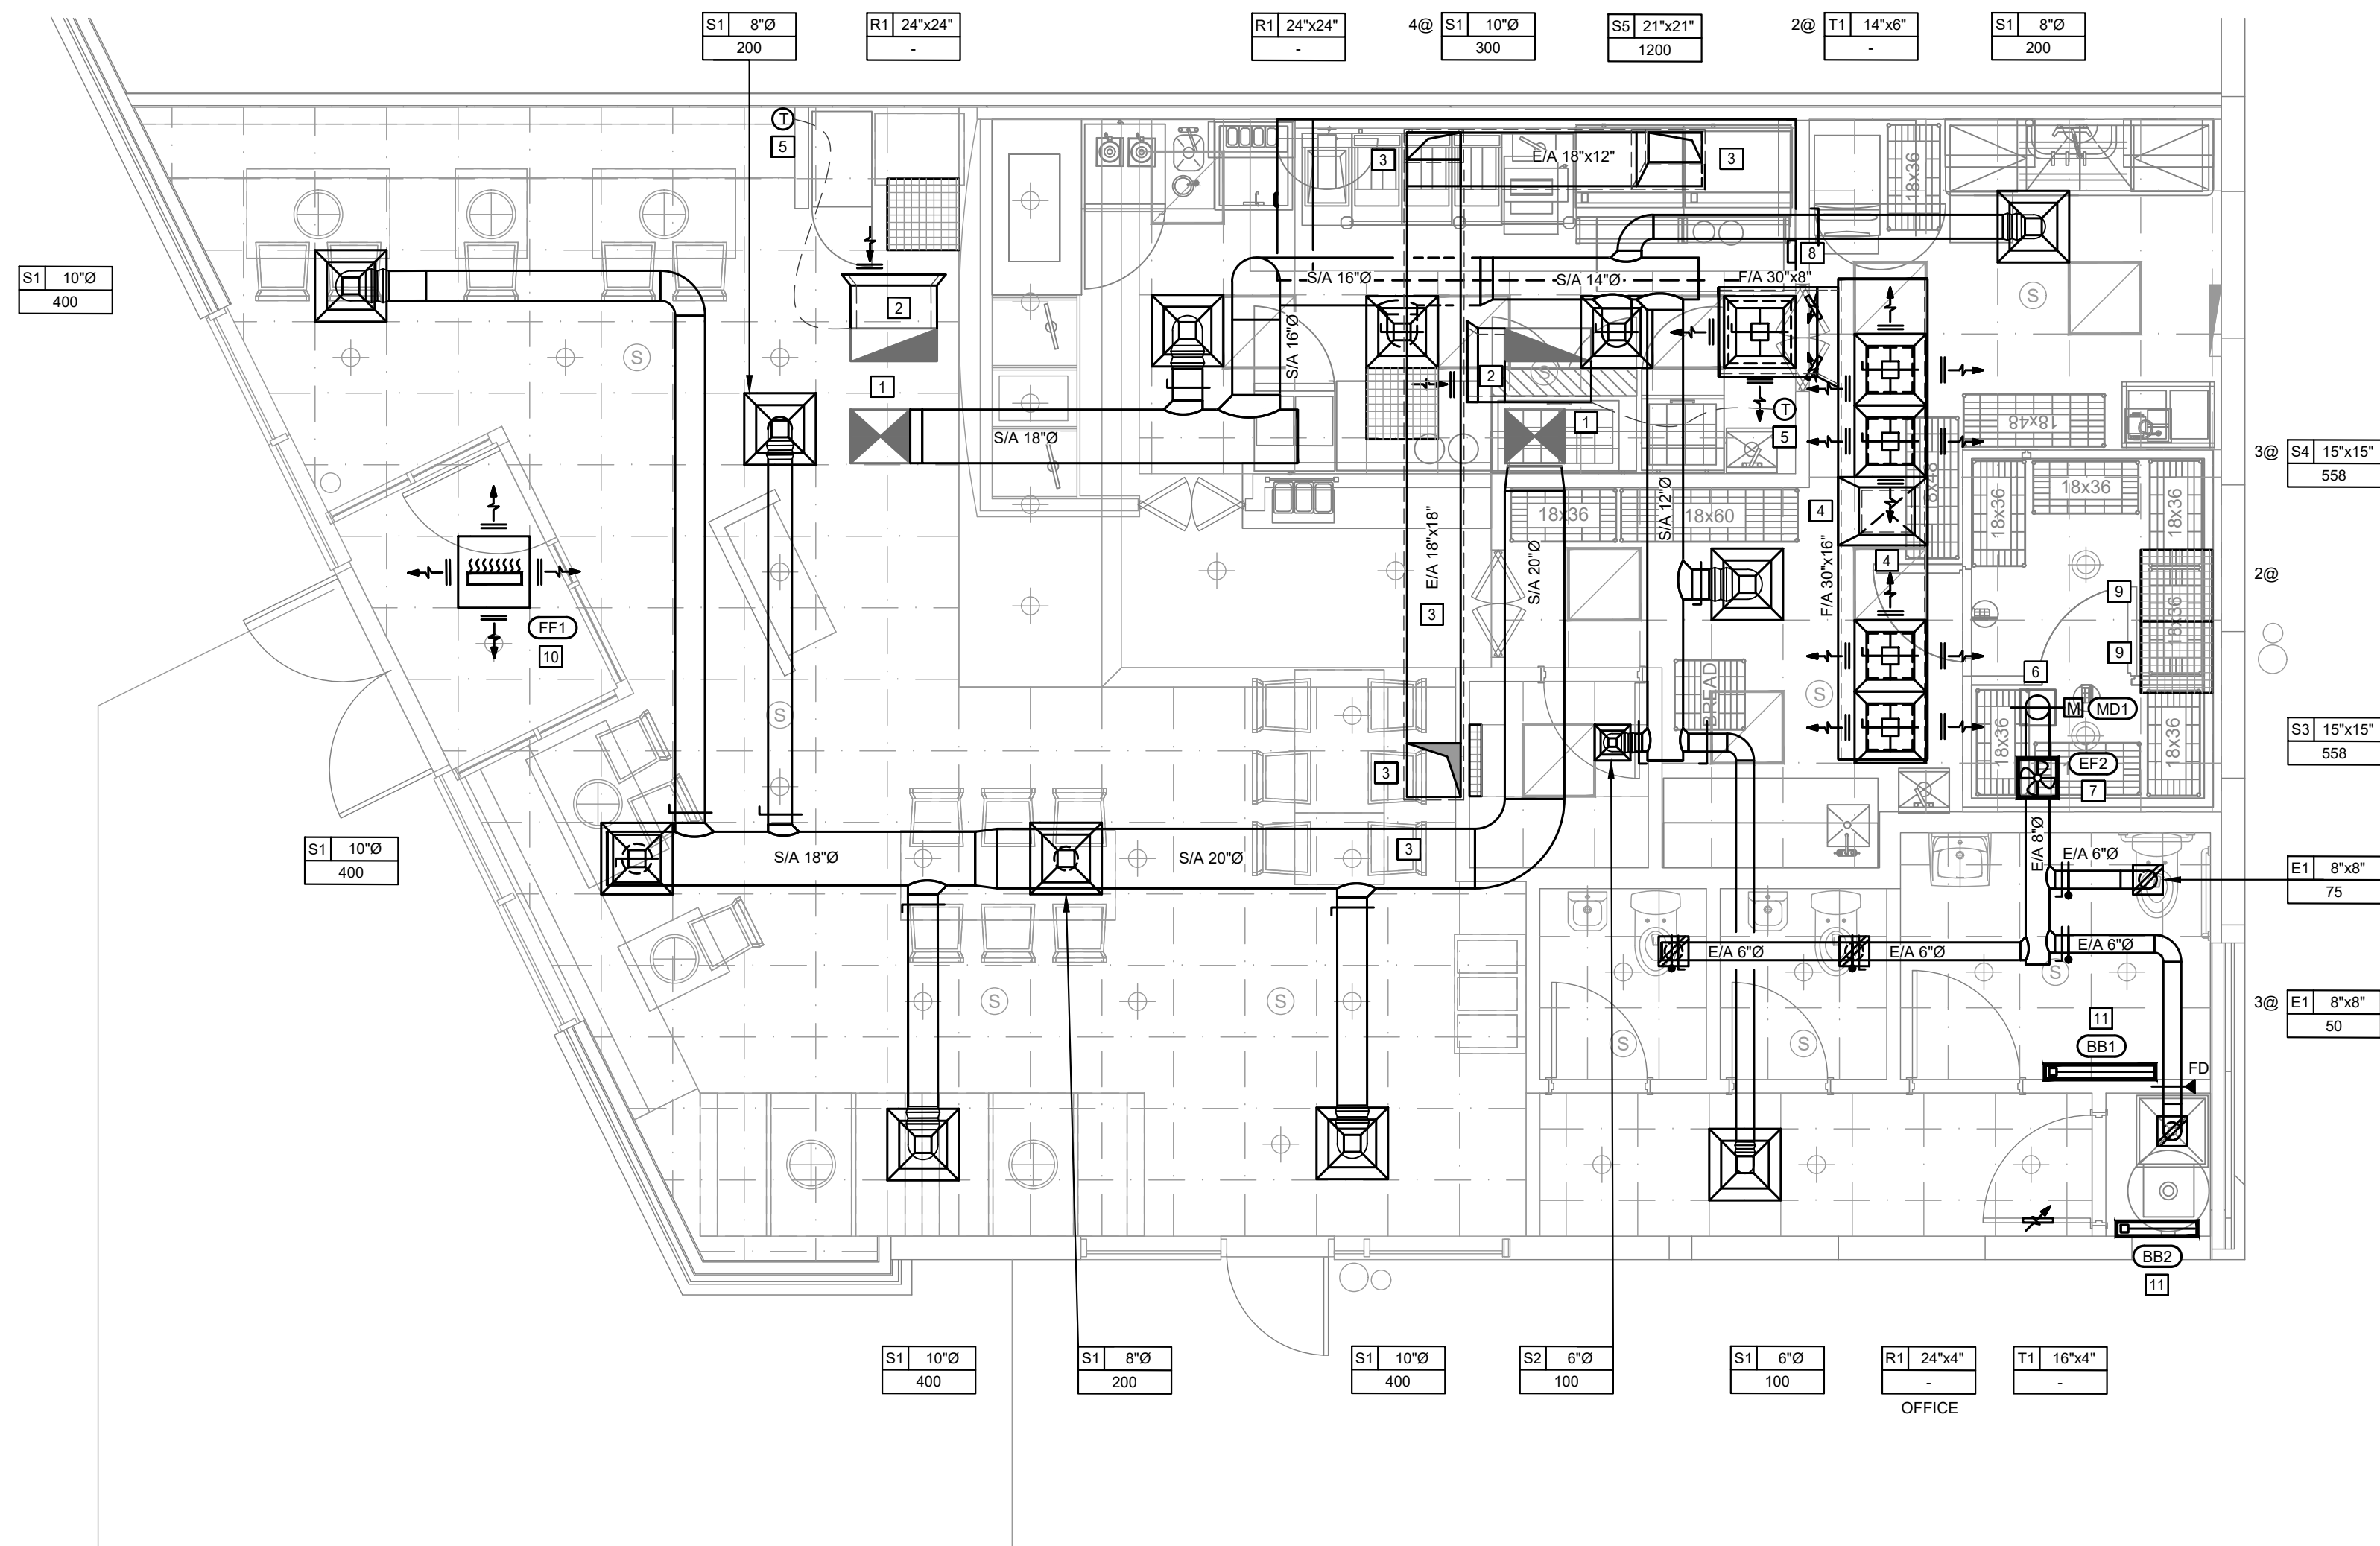 S1 8"Ø
200
R1 24"x24"
-
R1 24"x24"
-
4@ S1 10"Ø
300
S5 21"x21"
1200
2@ T1 14"x6"
-
S1 8"Ø
200
T
5
3
E/A 18"x12"
3
18x36
S1 10"Ø
400
2
S/A 16"Ø
S/A 14"Ø
F/A 30"x8"
8
S
S
S/A 16"Ø
1
2
S
T
5
1
S/A 18"Ø
18x48
18x48
3@ S4 15"x15"
558
4
18x36
18x60
S/A 12"Ø
E/A 18"x18"
S/A 20"Ø
F/A 30"x16"
4
18x36
18x36
18x36
18x36
2@
9
9
3
FF1
10
6
M
MD1
BREAD
S
S
18x36
18x36
EF2
7
S3 15"x15"
558
3
3
S1 10"Ø
400
S/A 18"Ø
S/A 20"Ø
E/A 8"Ø
E/A 6"Ø
E1 8"x8"
75
E/A 6"Ø
E/A 6"Ø
E/A 6"Ø
S
S
S
S
S
3@ E1 8"x8"
50
11
BB1
FD
BB2
11
S1 10"Ø
400
S1 8"Ø
200
S1 10"Ø
400
S2 6"Ø
100
S1 6"Ø
100
R1 24"x4"
-
OFFICE
T1 16"x4"
-